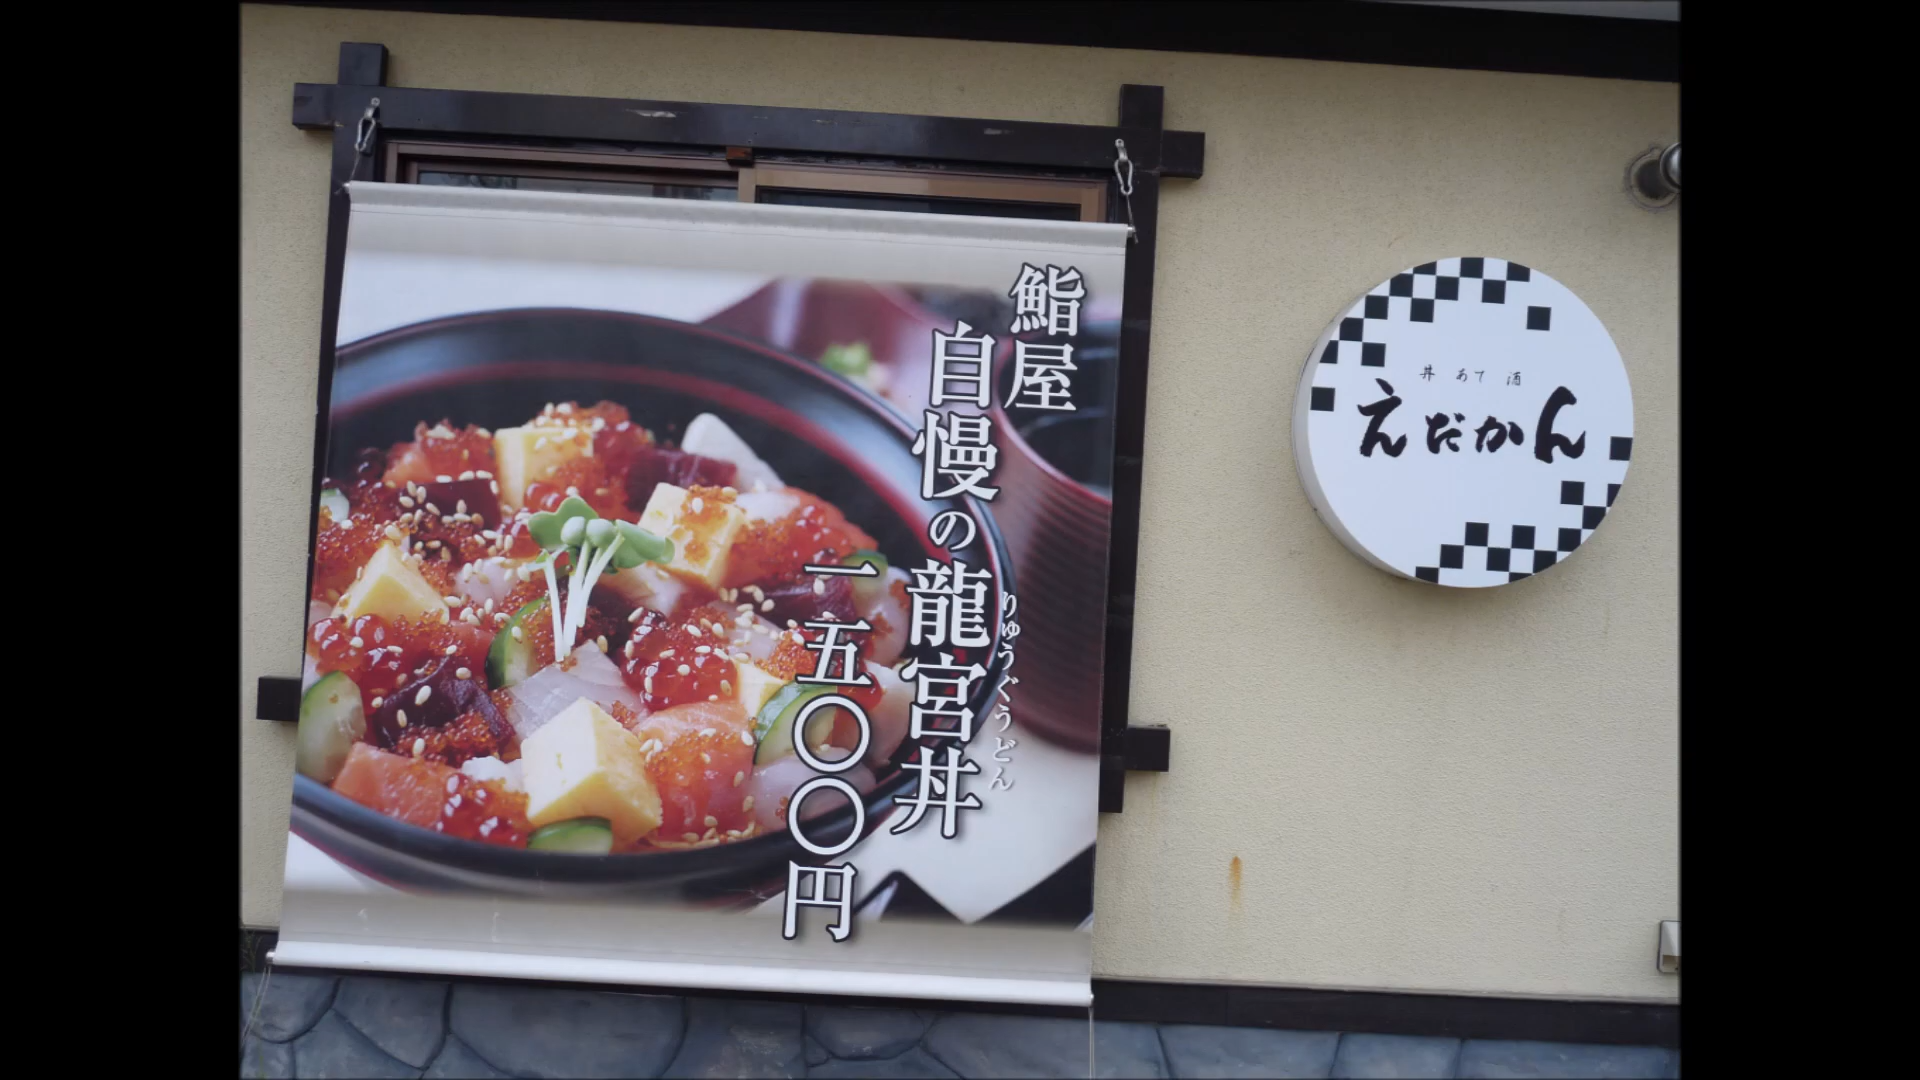 鮨屋
自慢の龍宮丼
りゅうぐうどん
一五〇〇円
丼 あて 酒
えだかん